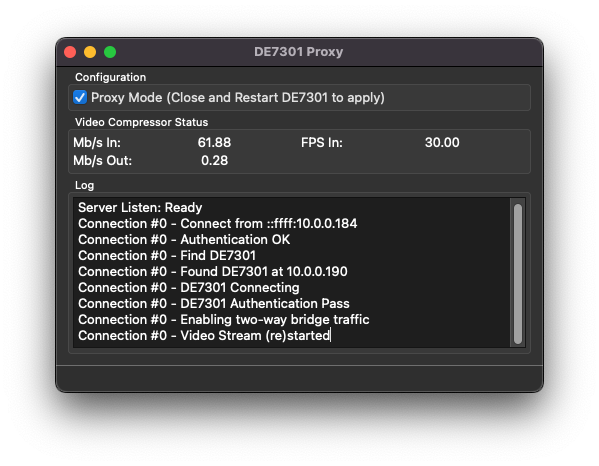 DE7301 Proxy
Configuration
Proxy Mode (Close and Restart DE7301 to apply)
Video Compressor Status
Mb/s In: 61.88 FPS In: 30.00
Mb/s Out: 0.28
Log
Server Listen: Ready
Connection #0 - Connect from ::ffff:10.0.0.184
Connection #0 - Authentication OK
Connection #0 - Find DE7301
Connection #0 - Found DE7301 at 10.0.0.190
Connection #0 - DE7301 Connecting
Connection #0 - DE7301 Authentication Pass
Connection #0 - Enabling two-way bridge traffic
Connection #0 - Video Stream (re)started